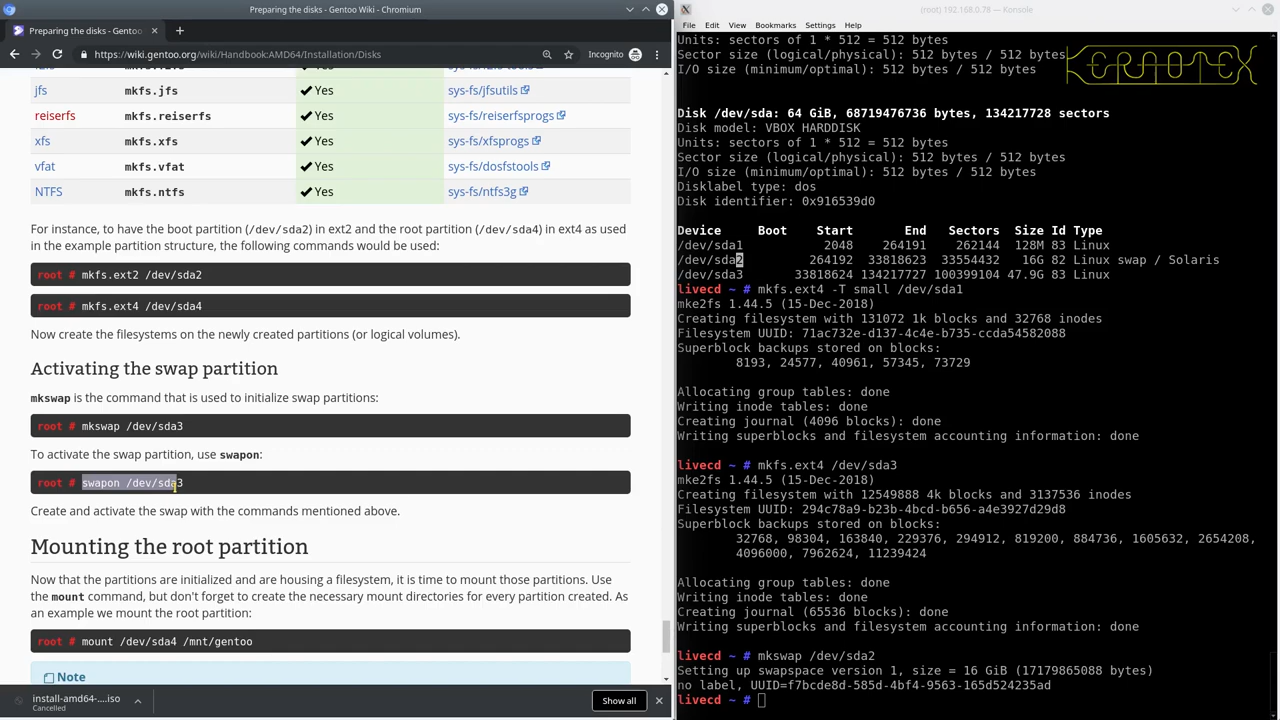 Preparing the disks - Gentoo Wiki - Chromium
Preparing the disks - Gentoo
https://wiki.gentoo.org/wiki/Handbook:AMD64/Installation/Disks
Incognito
Yes
jfs mkfs.jfs Yes sys-fs/jfsutils
reiserfs mkfs.reiserfs Yes sys-fs/reiserfsprogs
xfs mkfs.xfs Yes sys-fs/xfsprogs
vfat mkfs.vfat Yes sys-fs/dosfstools
NTFS mkfs.ntfs Yes sys-fs/ntfs3g
For instance, to have the boot partition (/dev/sda2) in ext2 and the root partition (/dev/sda4) in ext4 as used
in the example partition structure, the following commands would be used:
root # mkfs.ext2 /dev/sda2
root # mkfs.ext4 /dev/sda4
Now create the filesystems on the newly created partitions (or logical volumes).
Activating the swap partition
mkswap is the command that is used to initialize swap partitions:
root # mkswap /dev/sda3
To activate the swap partition, use swapon:
root # swapon /dev/sda3
Create and activate the swap with the commands mentioned above.
Mounting the root partition
Now that the partitions are initialized and are housing a filesystem, it is time to mount those partitions. Use
the mount command, but don't forget to create the necessary mount directories for every partition created. As
an example we mount the root partition:
root # mount /dev/sda4 /mnt/gentoo
Note
install-amd64-....iso
Cancelled
Show all
(root) 192.168.0.78 — Konsole
File Edit View Bookmarks Settings Help
Units: sectors of 1 * 512 = 512 bytes
Sector size (logical/physical): 512 bytes / 512 bytes
I/O size (minimum/optimal): 512 bytes / 512 bytes
Disk /dev/sda: 64 GiB, 68719476736 bytes, 134217728 sectors
Disk model: VBOX HARDDISK
Units: sectors of 1 * 512 = 512 bytes
Sector size (logical/physical): 512 bytes / 512 bytes
I/O size (minimum/optimal): 512 bytes / 512 bytes
Disklabel type: dos
Disk identifier: 0x916539d0
Device Boot Start End Sectors Size Id Type
/dev/sda1 2048 264191 262144 128M 83 Linux
/dev/sda2 264192 33818623 33554432 16G 82 Linux swap / Solaris
/dev/sda3 33818624 134217727 100399104 47.9G 83 Linux
livecd ~ # mkfs.ext4 -T small /dev/sda1
mke2fs 1.44.5 (15-Dec-2018)
Creating filesystem with 131072 1k blocks and 32768 inodes
Filesystem UUID: 71ac732e-d137-4c4e-b735-ccda54582088
Superblock backups stored on blocks:
8193, 24577, 40961, 57345, 73729
Allocating group tables: done
Writing inode tables: done
Creating journal (4096 blocks): done
Writing superblocks and filesystem accounting information: done
livecd ~ # mkfs.ext4 /dev/sda3
mke2fs 1.44.5 (15-Dec-2018)
Creating filesystem with 12549888 4k blocks and 3137536 inodes
Filesystem UUID: 294c78a9-b23b-4bcd-b656-a4e3927d29d8
Superblock backups stored on blocks:
32768, 98304, 163840, 229376, 294912, 819200, 884736, 1605632, 2654208,
4096000, 7962624, 11239424
Allocating group tables: done
Writing inode tables: done
Creating journal (65536 blocks): done
Writing superblocks and filesystem accounting information: done
livecd ~ # mkswap /dev/sda2
Setting up swapspace version 1, size = 16 GiB (17179865088 bytes)
no label, UUID=f7bcde8d-585d-4bf4-9563-165d524235ad
livecd ~ #